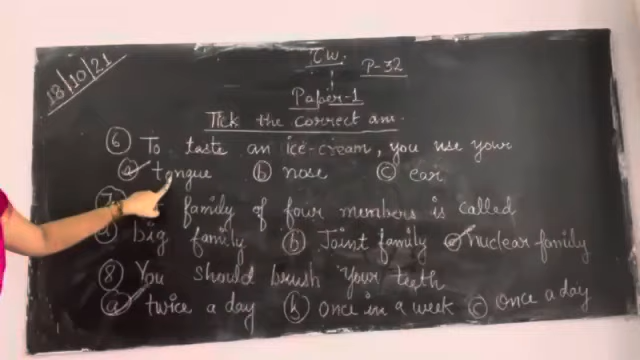 18/10/21
C.W.
P-32
Paper-1
Tick the correct ans.
⑥ To taste an ice-cream, you use your
ⓐ tongue ⓑ nose ⓒ ear
family of four members is called
ⓐ big family ⓑ Joint family ⓒ nuclear family
⑧ You should brush your teeth
ⓐ twice a day ⓑ once in a week ⓒ once a day